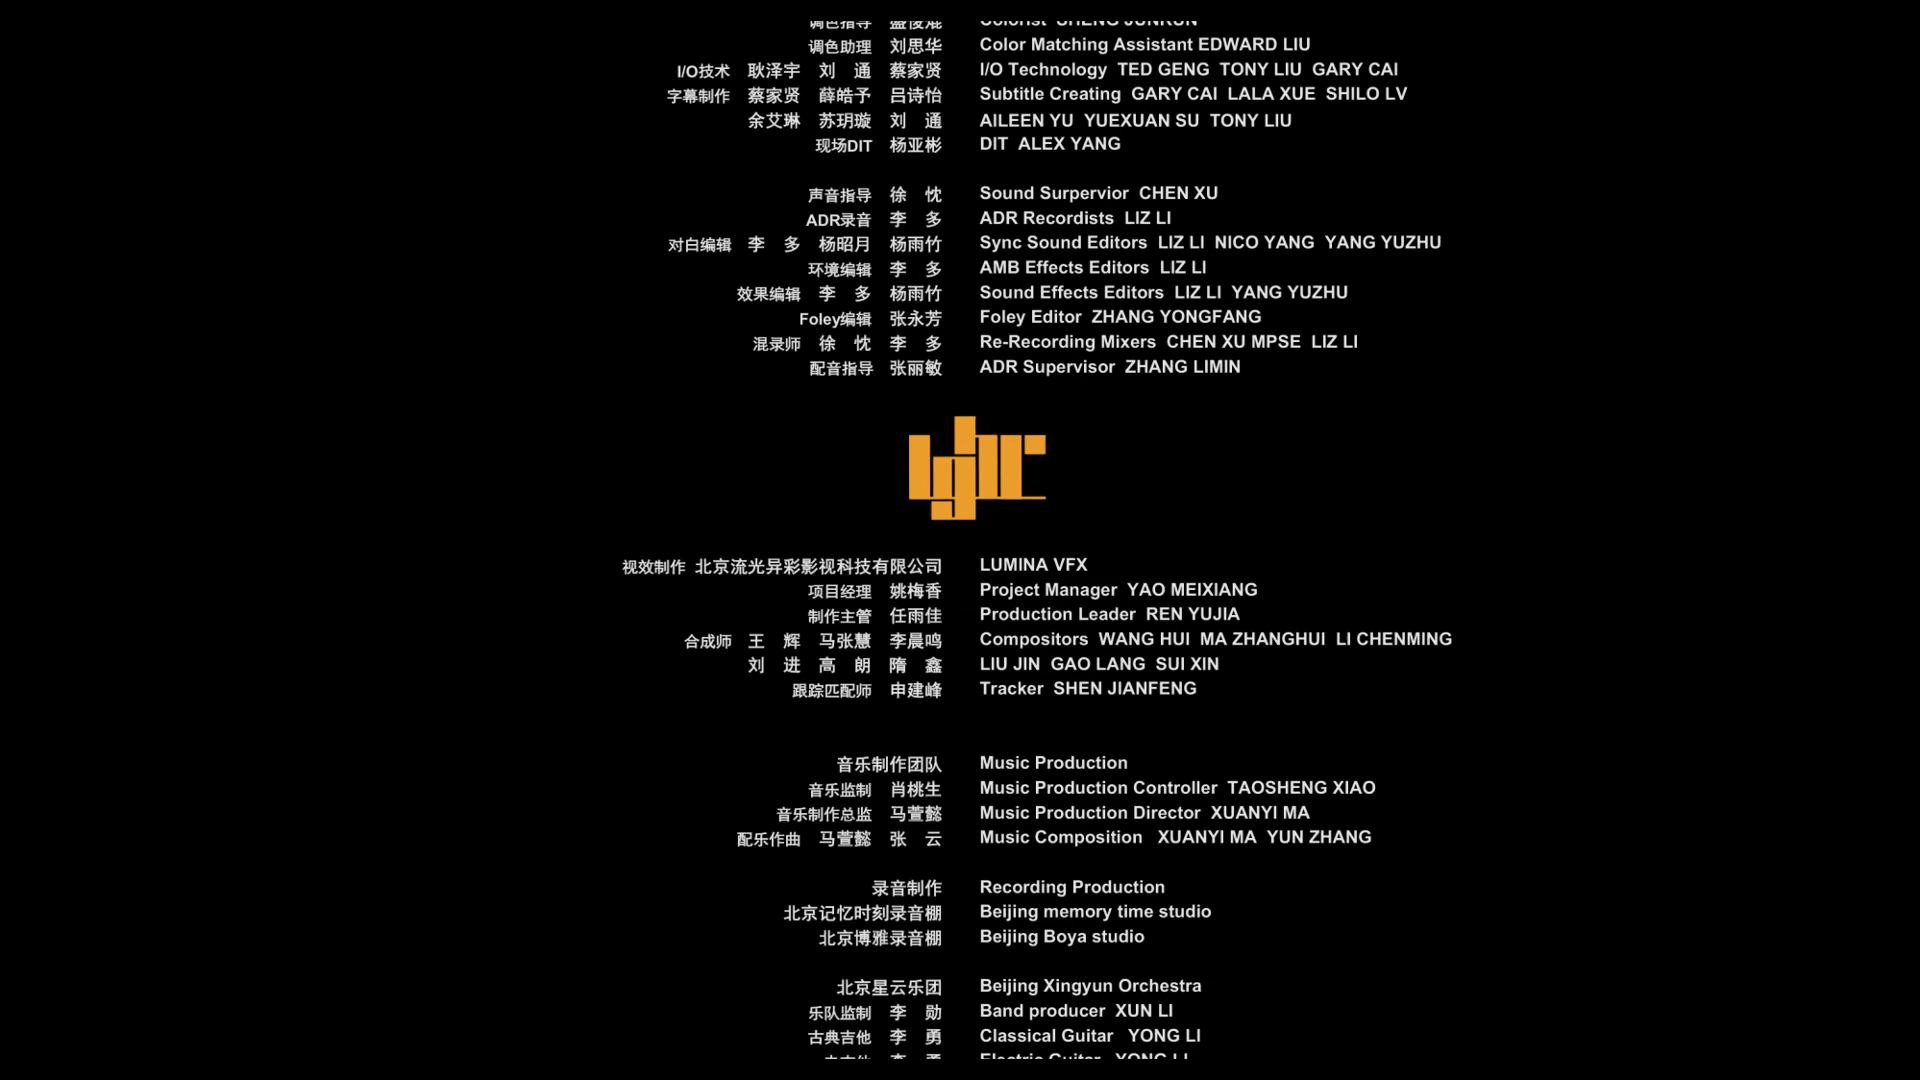 调色指导 盛俊焜 Colorist SHENG JUNKUN
调色助理 刘思华 Color Matching Assistant EDWARD LIU
I/O技术 耿泽宇 刘 通 蔡家贤 I/O Technology TED GENG TONY LIU GARY CAI
字幕制作 蔡家贤 薛皓予 吕诗怡 Subtitle Creating GARY CAI LALA XUE SHILO LV
余艾琳 苏玥璇 刘 通 AILEEN YU YUEXUAN SU TONY LIU
现场DIT 杨亚彬 DIT ALEX YANG
声音指导 徐 忱 Sound Surpervior CHEN XU
ADR录音 李 多 ADR Recordists LIZ LI
对白编辑 李 多 杨昭月 杨雨竹 Sync Sound Editors LIZ LI NICO YANG YANG YUZHU
环境编辑 李 多 AMB Effects Editors LIZ LI
效果编辑 李 多 杨雨竹 Sound Effects Editors LIZ LI YANG YUZHU
Foley编辑 张永芳 Foley Editor ZHANG YONGFANG
混录师 徐 忱 李 多 Re-Recording Mixers CHEN XU MPSE LIZ LI
配音指导 张丽敏 ADR Supervisor ZHANG LIMIN
视效制作 北京流光异彩影视科技有限公司 LUMINA VFX
项目经理 姚梅香 Project Manager YAO MEIXIANG
制作主管 任雨佳 Production Leader REN YUJIA
合成师 王 辉 马张慧 李晨鸣 Compositors WANG HUI MA ZHANGHUI LI CHENMING
刘 进 高 朗 隋 鑫 LIU JIN GAO LANG SUI XIN
跟踪匹配师 申建峰 Tracker SHEN JIANFENG
音乐制作团队 Music Production
音乐监制 肖桃生 Music Production Controller TAOSHENG XIAO
音乐制作总监 马萱懿 Music Production Director XUANYI MA
配乐作曲 马萱懿 张 云 Music Composition XUANYI MA YUN ZHANG
录音制作 Recording Production
北京记忆时刻录音棚 Beijing memory time studio
北京博雅录音棚 Beijing Boya studio
北京星云乐团 Beijing Xingyun Orchestra
乐队监制 李 勋 Band producer XUN LI
古典吉他 李 勇 Classical Guitar YONG LI
电吉他 李 勇 Electric Guitar YONG LI